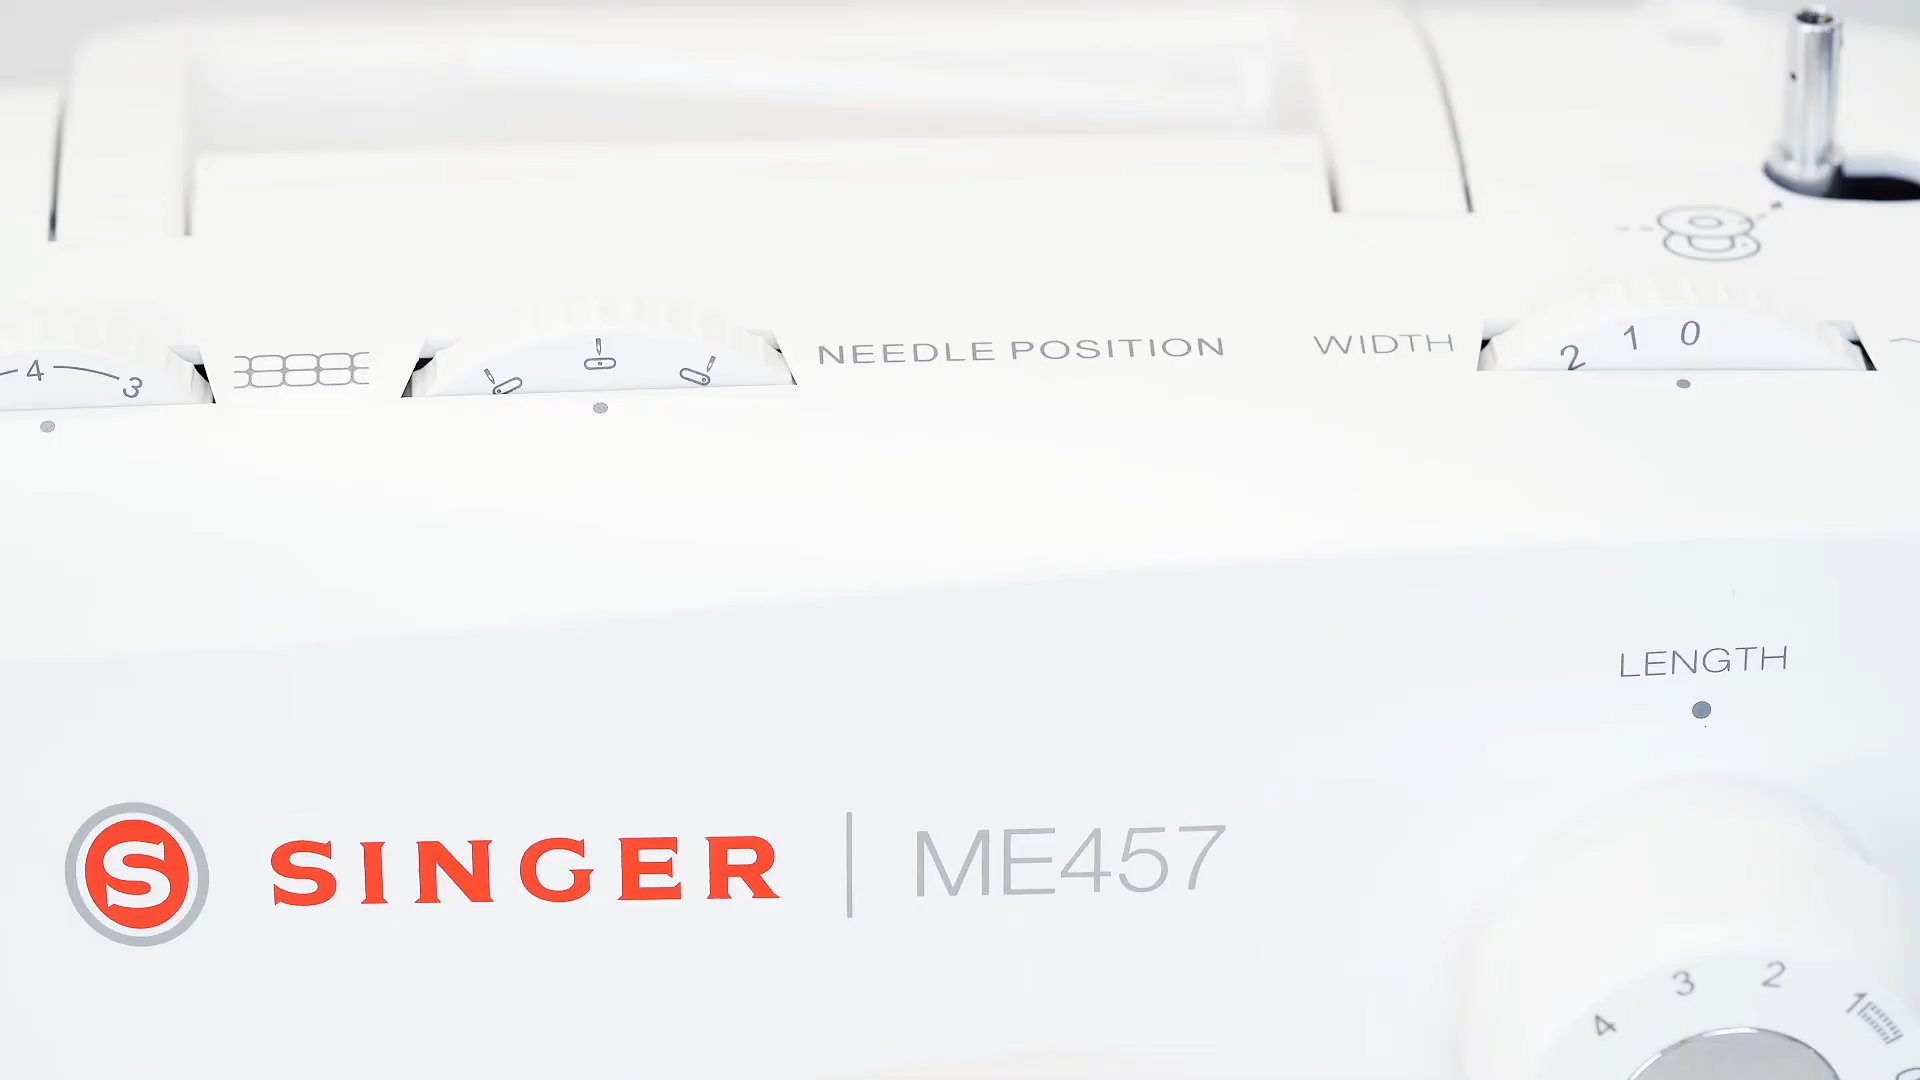 4 3
NEEDLE POSITION
WIDTH
2 1 0
LENGTH
S SINGER | ME457
4 3 2 1